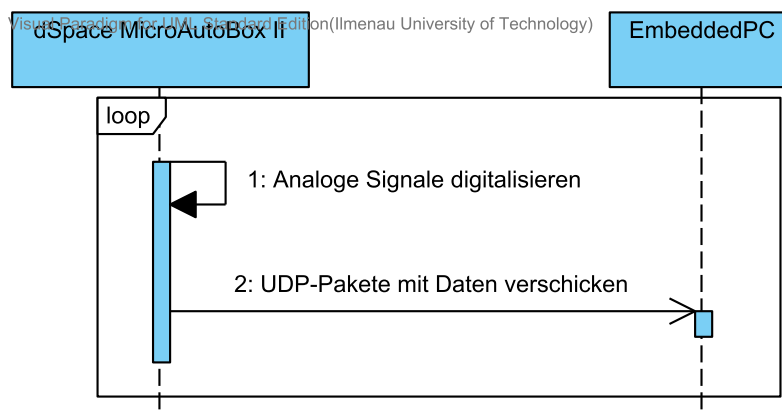 Visual Paradigm for UML Standard Edition(Ilmenau University of Technology)
dSpace MicroAutoBox II
EmbeddedPC
loop
1: Analoge Signale digitalisieren
2: UDP-Pakete mit Daten verschicken